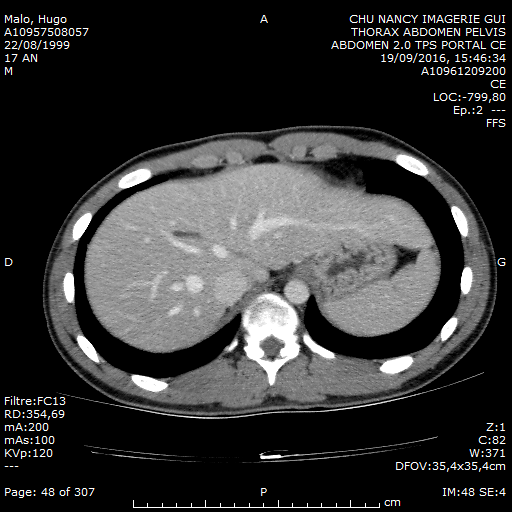 Malo, Hugo
A10957508057
22/08/1999
17 AN
M
A
CHU NANCY IMAGERIE GUI
THORAX ABDOMEN PELVIS
ABDOMEN 2.0 TPS PORTAL CE
19/09/2016, 15:46:34
A10961209200
CE
LOC:-799,80
Ep.:2 ---
FFS
D
G
Filtre:FC13
RD:354,69
mA:200
mAs:100
KVp:120
---
Page: 48 of 307
P
cm
Z:1
C:82
W:371
DFOV:35,4x35,4cm
IM:48 SE:4